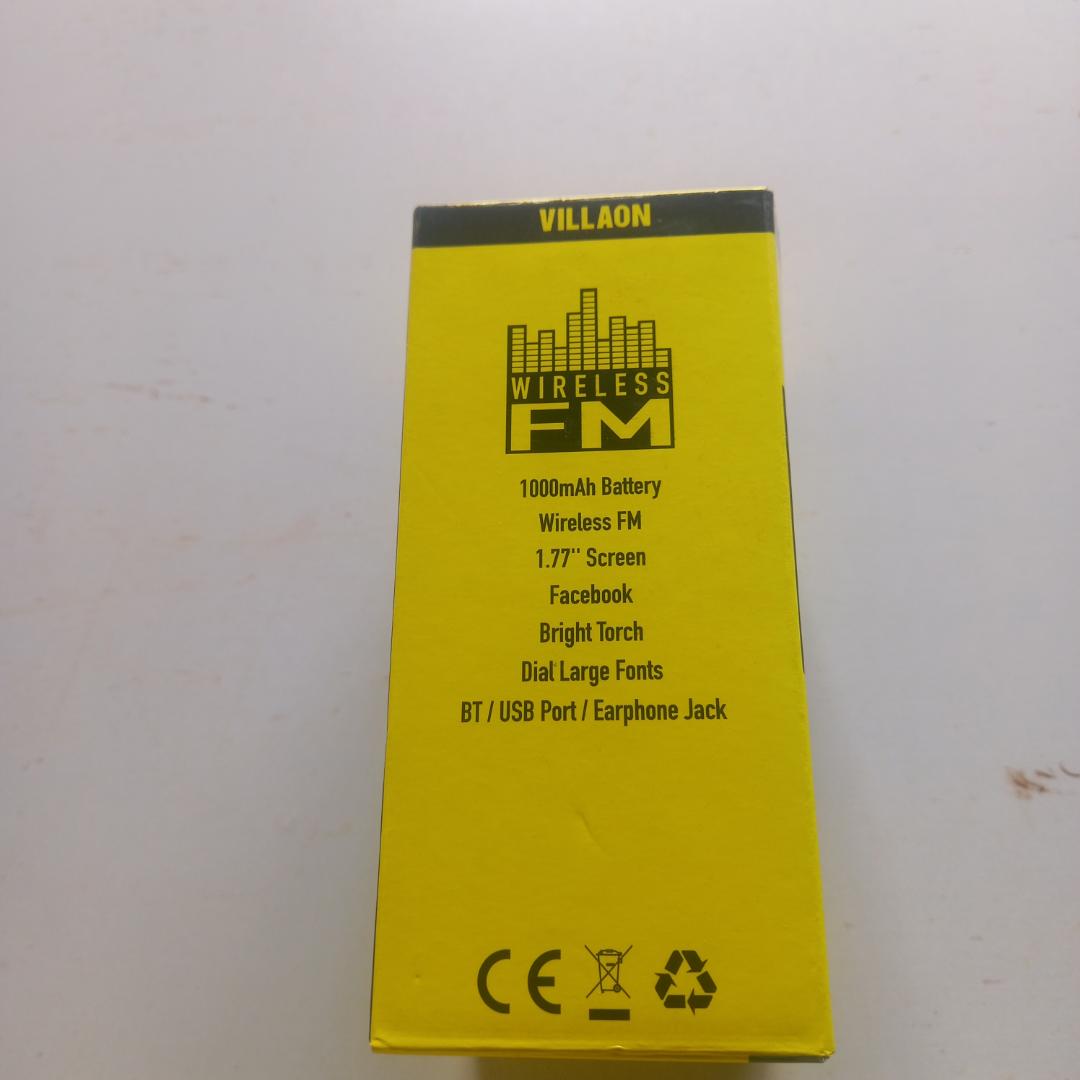 VILLAON
WIRELESS
FM
1000mAh Battery
Wireless FM
1.77'' Screen
Facebook
Bright Torch
Dial Large Fonts
BT / USB Port / Earphone Jack
CE